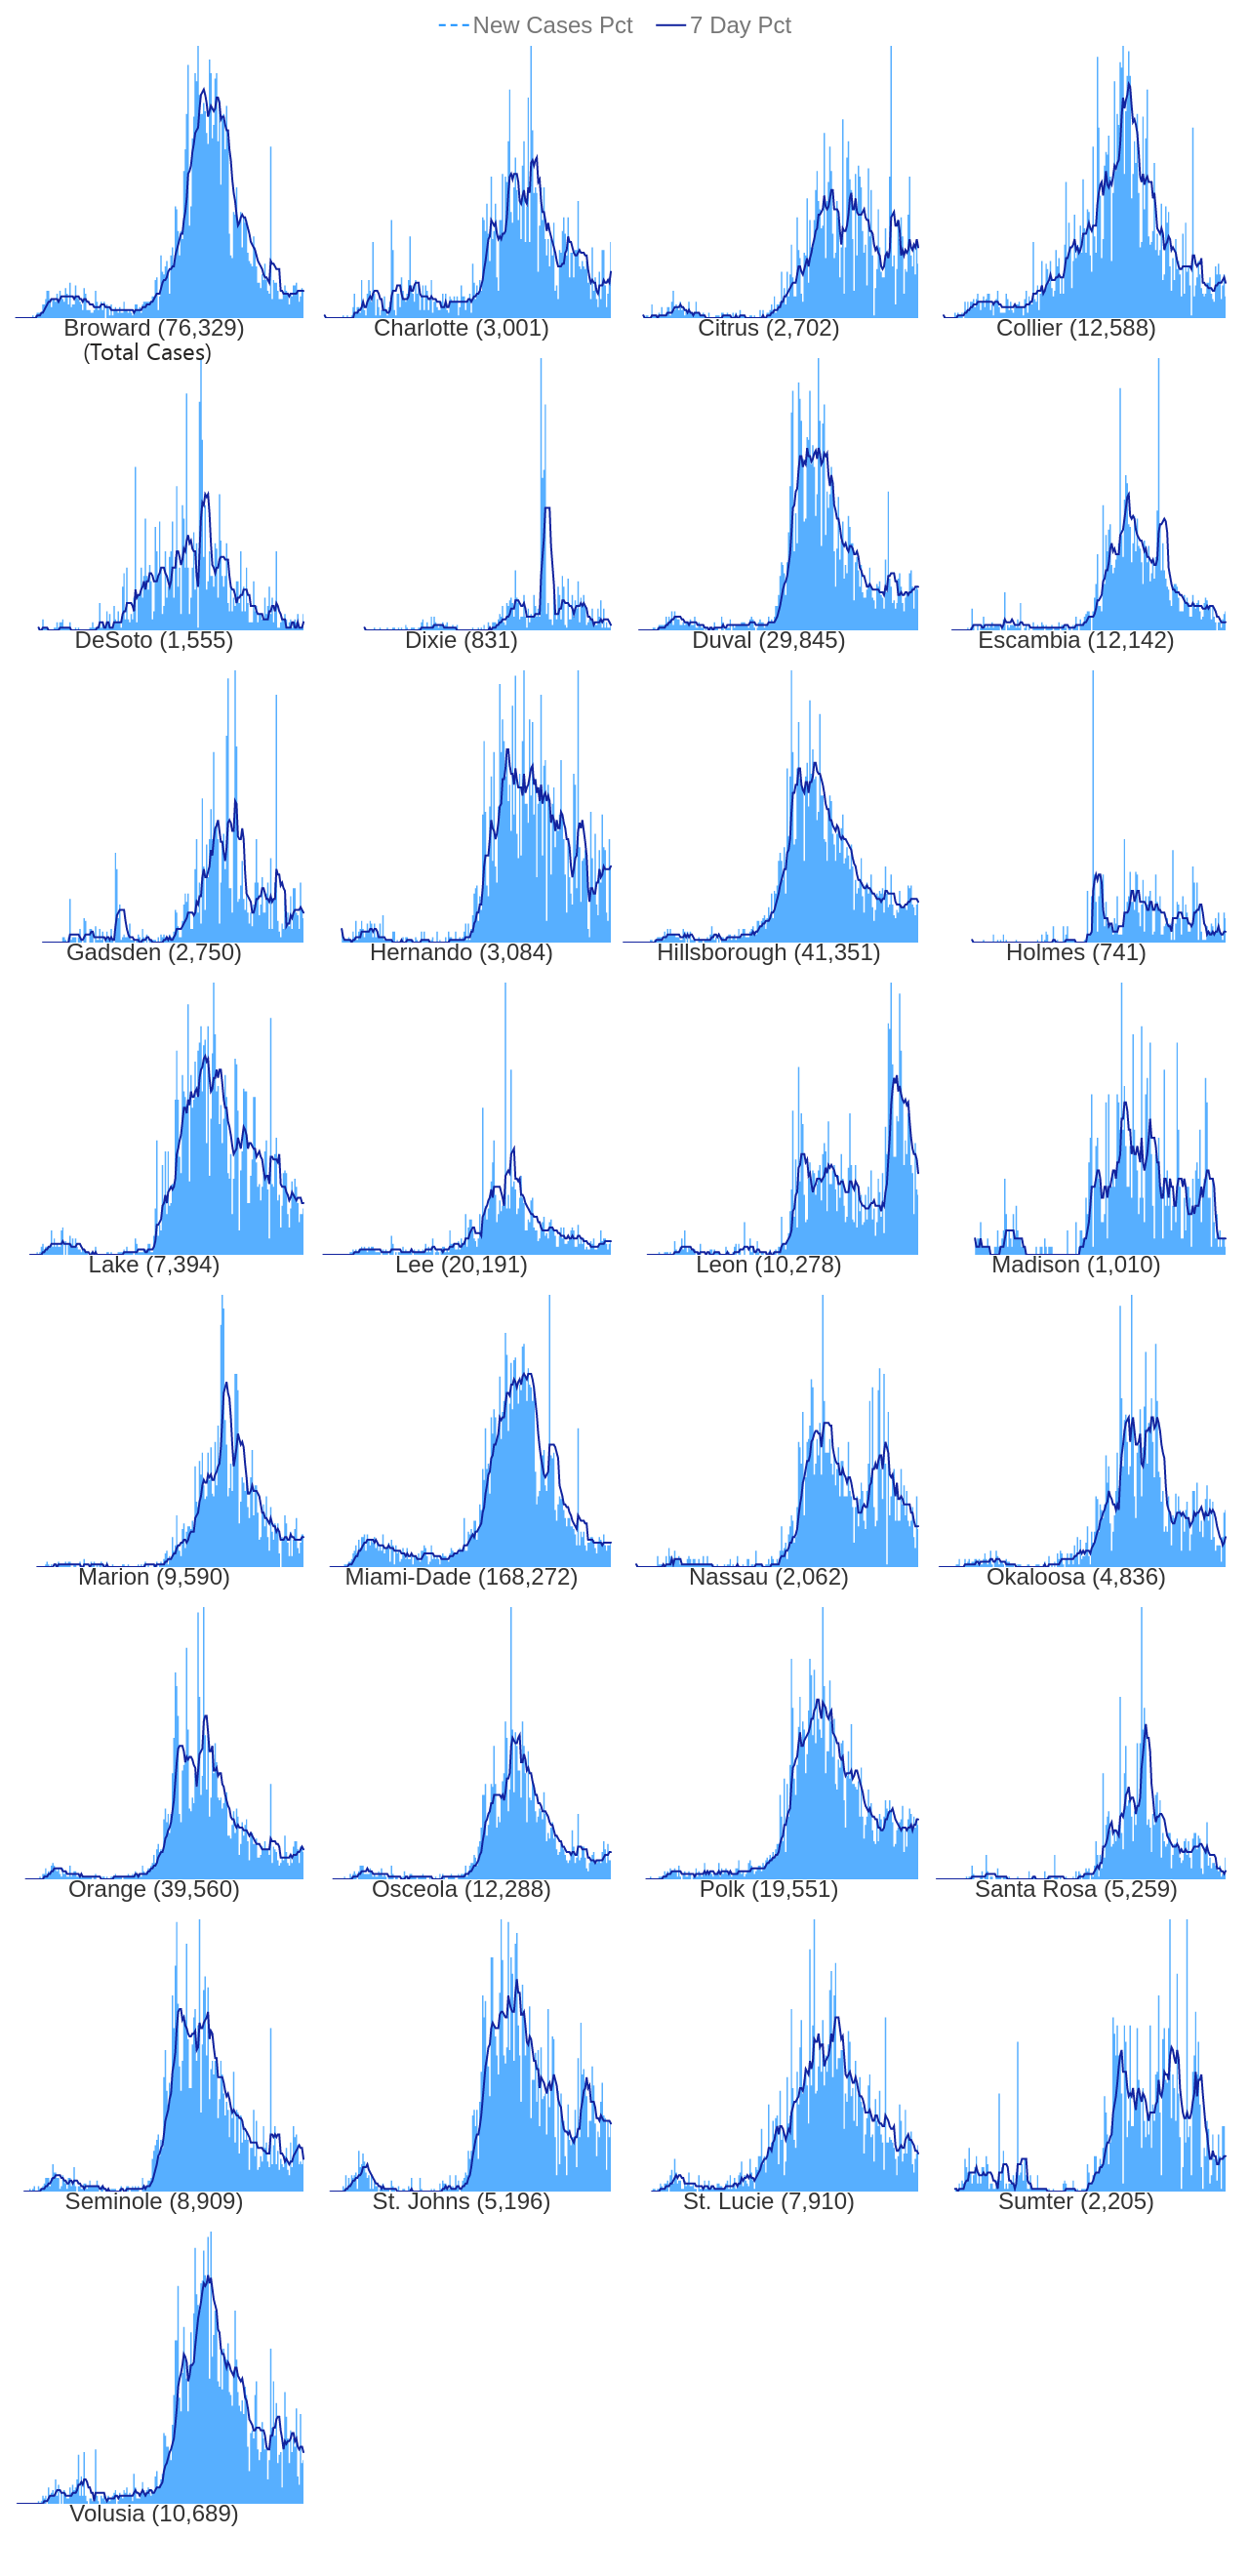 New Cases Pct 7 Day Pct
Broward (76,329) Charlotte (3,001) Citrus (2,702) Collier (12,588)
(Total Cases)
DeSoto (1,555) Dixie (831) Duval (29,845) Escambia (12,142)
Gadsden (2,750) Hernando (3,084) Hillsborough (41,351) Holmes (741)
Lake (7,394) Lee (20,191) Leon (10,278) Madison (1,010)
Marion (9,590) Miami-Dade (168,272) Nassau (2,062) Okaloosa (4,836)
Orange (39,560) Osceola (12,288) Polk (19,551) Santa Rosa (5,259)
Seminole (8,909) St. Johns (5,196) St. Lucie (7,910) Sumter (2,205)
Volusia (10,689)